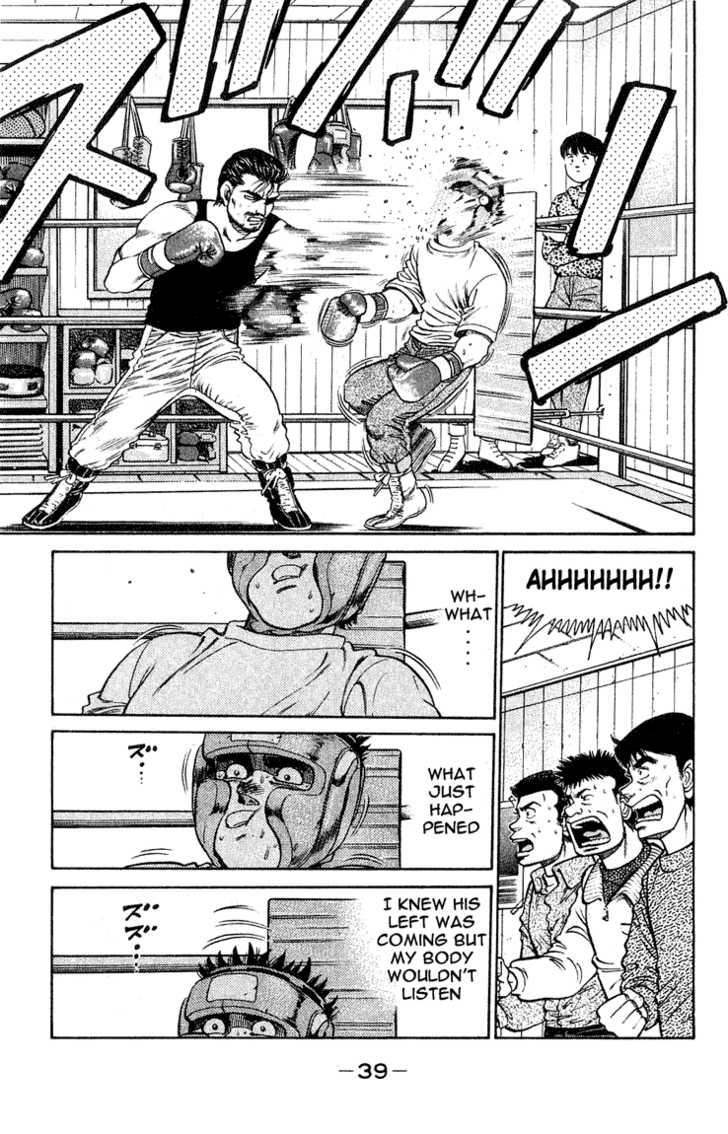 AHHHHHHH!!
WH-
WHAT
...
WHAT
JUST
HAP-
PENED
ズ...
I KNEW HIS
LEFT WAS
COMING BUT
MY BODY
WOULDN'T
LISTEN
ズズ...
-39-